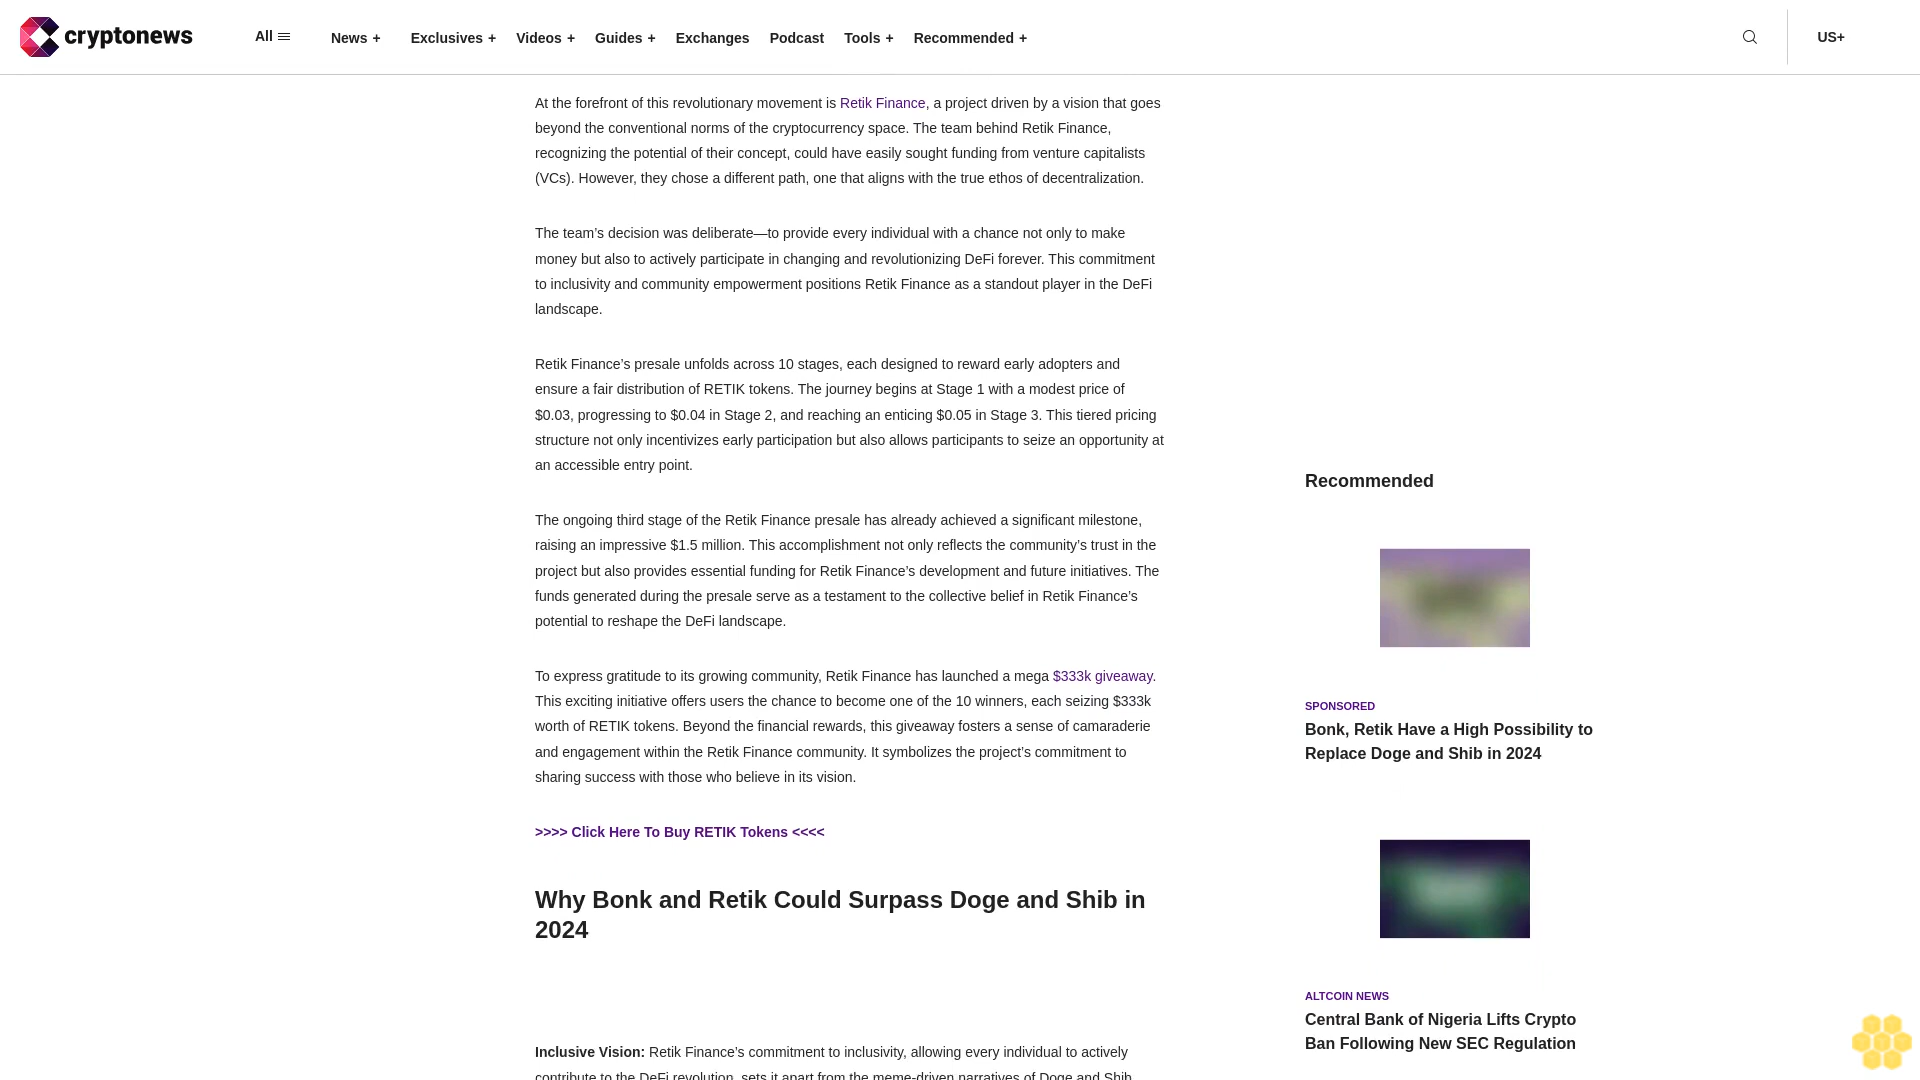 cryptonews
All
News +
Exclusives +
Videos +
Guides +
Exchanges
Podcast
Tools +
Recommended +
US+
At the forefront of this revolutionary movement is Retik Finance, a project driven by a vision that goes
beyond the conventional norms of the cryptocurrency space. The team behind Retik Finance,
recognizing the potential of their concept, could have easily sought funding from venture capitalists
(VCs). However, they chose a different path, one that aligns with the true ethos of decentralization.
The team’s decision was deliberate—to provide every individual with a chance not only to make
money but also to actively participate in changing and revolutionizing DeFi forever. This commitment
to inclusivity and community empowerment positions Retik Finance as a standout player in the DeFi
landscape.
Retik Finance’s presale unfolds across 10 stages, each designed to reward early adopters and
ensure a fair distribution of RETIK tokens. The journey begins at Stage 1 with a modest price of
$0.03, progressing to $0.04 in Stage 2, and reaching an enticing $0.05 in Stage 3. This tiered pricing
structure not only incentivizes early participation but also allows participants to seize an opportunity at
an accessible entry point.
The ongoing third stage of the Retik Finance presale has already achieved a significant milestone,
raising an impressive $1.5 million. This accomplishment not only reflects the community’s trust in the
project but also provides essential funding for Retik Finance’s development and future initiatives. The
funds generated during the presale serve as a testament to the collective belief in Retik Finance’s
potential to reshape the DeFi landscape.
To express gratitude to its growing community, Retik Finance has launched a mega $333k giveaway.
This exciting initiative offers users the chance to become one of the 10 winners, each seizing $333k
worth of RETIK tokens. Beyond the financial rewards, this giveaway fosters a sense of camaraderie
and engagement within the Retik Finance community. It symbolizes the project’s commitment to
sharing success with those who believe in its vision.
>>>> Click Here To Buy RETIK Tokens <<<<
Why Bonk and Retik Could Surpass Doge and Shib in
2024
Inclusive Vision: Retik Finance’s commitment to inclusivity, allowing every individual to actively
contribute to the DeFi revolution, sets it apart from the meme-driven narratives of Doge and Shib.
Recommended
SPONSORED
Bonk, Retik Have a High Possibility to
Replace Doge and Shib in 2024
ALTCOIN NEWS
Central Bank of Nigeria Lifts Crypto
Ban Following New SEC Regulation